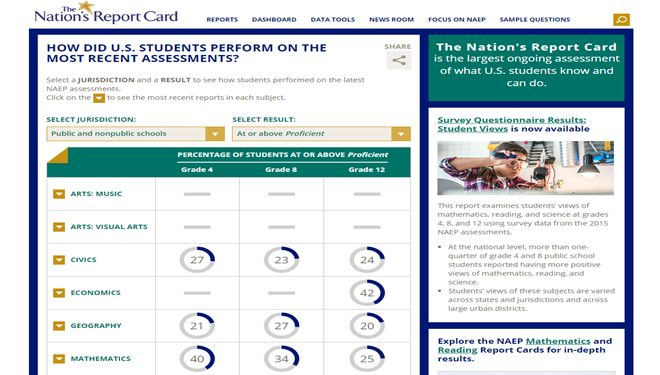 The
Nation's Report Card
REPORTS DASHBOARD DATA TOOLS NEWS ROOM FOCUS ON NAEP SAMPLE QUESTIONS
HOW DID U.S. STUDENTS PERFORM ON THE
MOST RECENT ASSESSMENTS?
SHARE
Select a JURISDICTION and a RESULT to see how students performed on the latest
NAEP assessments.
Click on the to see the most recent reports in each subject.
SELECT JURISDICTION: SELECT RESULT:
Public and nonpublic schools At or above Proficient
PERCENTAGE OF STUDENTS AT OR ABOVE Proficient
Grade 4 Grade 8 Grade 12
ARTS: MUSIC
ARTS: VISUAL ARTS
CIVICS 27 23 24
ECONOMICS 42
GEOGRAPHY 21 27 20
MATHEMATICS 40 34 25
The Nation's Report Card
is the largest ongoing assessment
of what U.S. students know and
can do.
Survey Questionnaire Results:
Student Views is now available
This report examines students' views of
mathematics, reading, and science at grades
4, 8, and 12 using survey data from the 2015
NAEP assessments.
• At the national level, more than one-
quarter of grade 4 and 8 public school
students reported having more positive
views of mathematics, reading, and
science.
• Students' views of these subjects are varied
across states and jurisdictions and across
large urban districts.
Explore the NAEP Mathematics and
Reading Report Cards for in-depth
results.